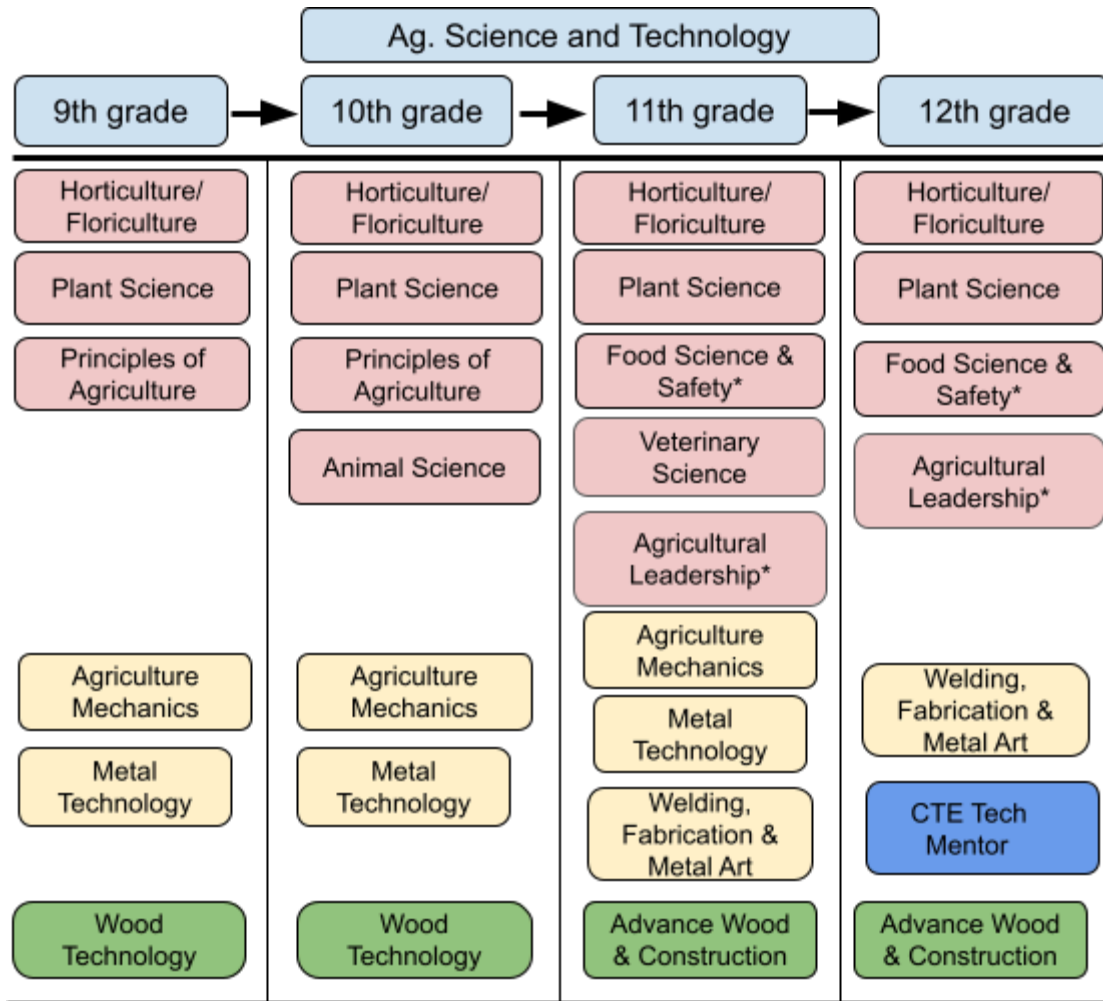 Ag. Science and Technology
9th grade
10th grade
11th grade
12th grade
Horticulture/
Floriculture
Plant Science
Principles of
Agriculture
Agriculture
Mechanics
Metal
Technology
Wood
Technology
Horticulture/
Floriculture
Plant Science
Principles of
Agriculture
Animal Science
Agriculture
Mechanics
Metal
Technology
Wood
Technology
Horticulture/
Floriculture
Plant Science
Food Science &
Safety*
Veterinary
Science
Agricultural
Leadership*
Agriculture
Mechanics
Metal
Technology
Welding,
Fabrication &
Metal Art
Advance Wood
& Construction
Horticulture/
Floriculture
Plant Science
Food Science &
Safety*
Agricultural
Leadership*
Welding,
Fabrication &
Metal Art
CTE Tech
Mentor
Advance Wood
& Construction